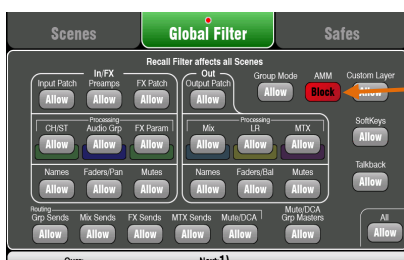 Scenes Global Filter Safes
Recall Filter affects all Scenes
In/FX Out
Input Patch Preamps FX Patch Output Patch Group Mode AMM Custom Layer
Allow Allow Allow Allow Allow Block Allow
Processing Processing
CH/ST Audio Grp FX Param Mix LR MTX SoftKeys
Allow Allow Allow Allow Allow Allow Allow
Names Faders/Pan Mutes Names Faders/Bal Mutes Talkback
Allow Allow Allow Allow Allow Allow Allow
Routing
Grp Sends Mix Sends FX Sends MTX Sends Mute/DCA Mute/DCA Grp Masters All
Allow Allow Allow Allow Allow Allow Allow